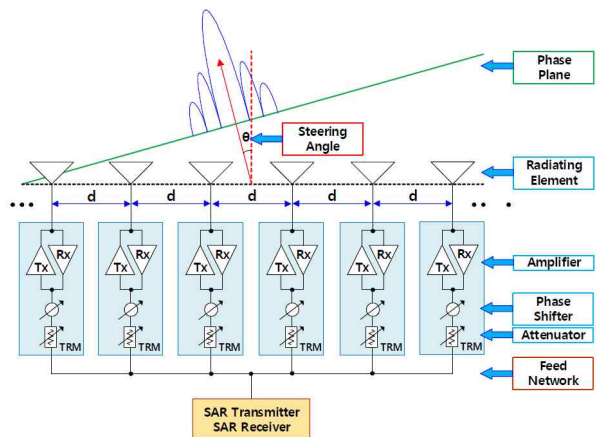 Phase
Plane
θ
Steering
Angle
Radiating
Element
d d d d d
Tx Rx Tx Rx Tx Rx Tx Rx Tx Rx Tx Rx
Amplifier
Phase
Shifter
Attenuator
TRM TRM TRM TRM TRM TRM
Feed
Network
SAR Transmitter
SAR Receiver